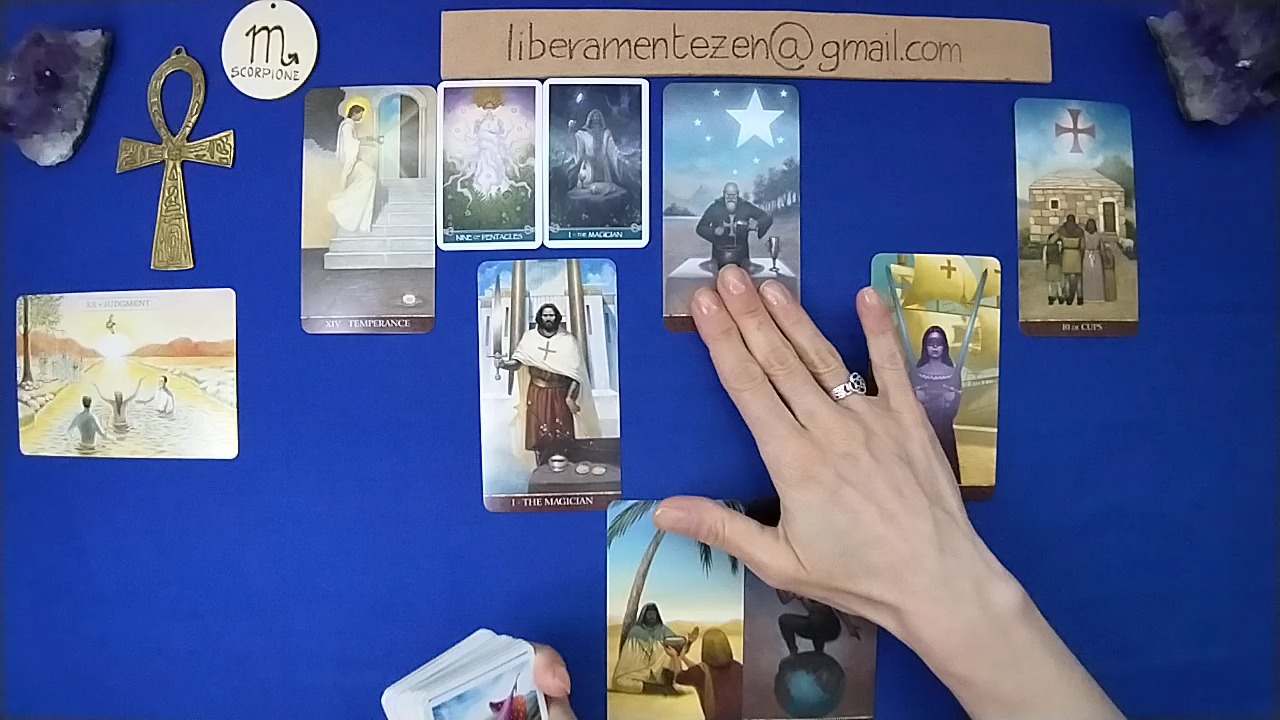 liberamentezen@gmail.com
♏
SCORPIONE
XIV TEMPERANCE
NINE OF PENTACLES
I - THE MAGICIAN
10 OF CUPS
XX • JUDGMENT
I - THE MAGICIAN